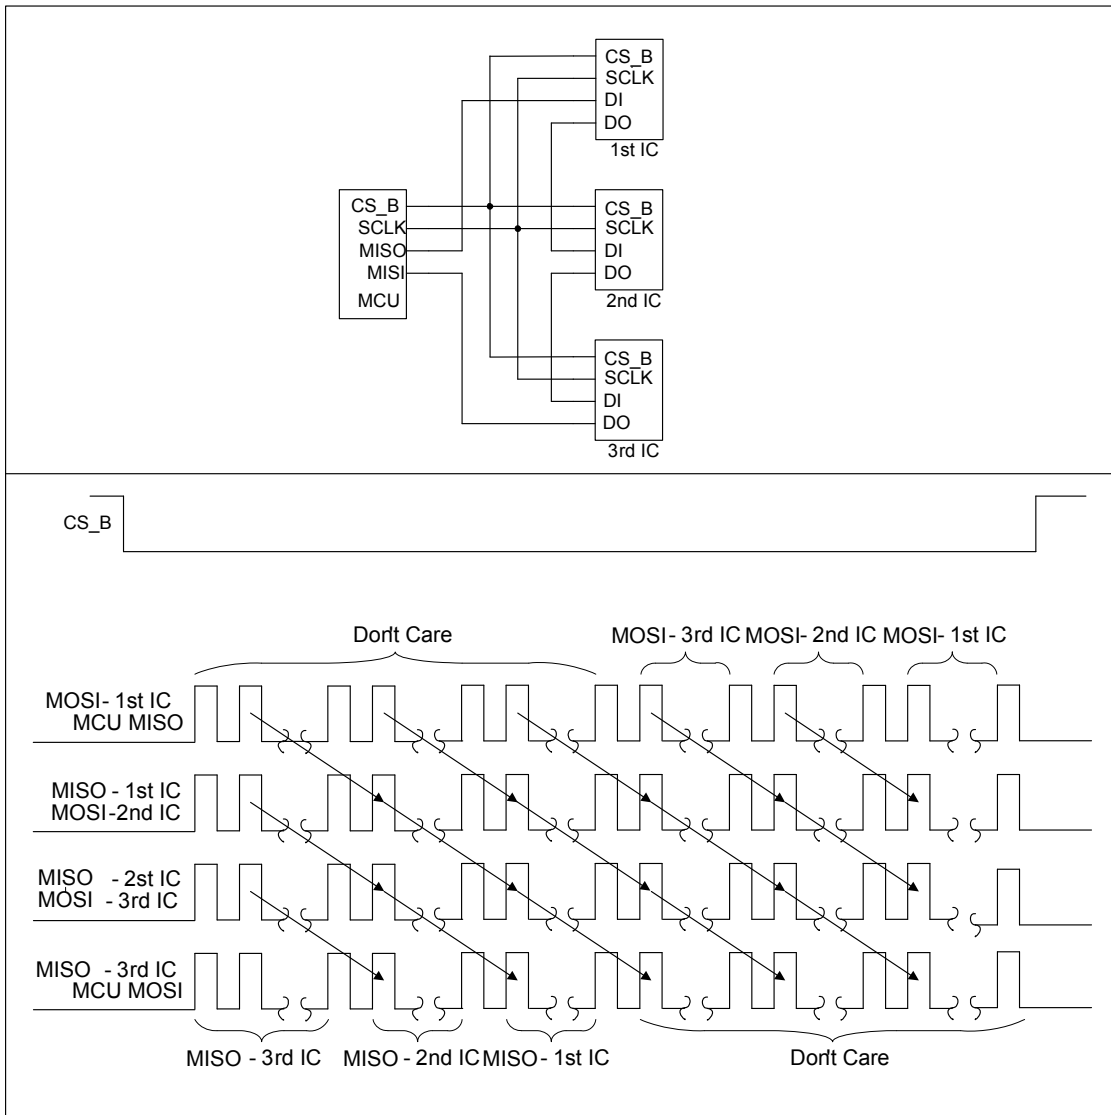 CS_B
SCLK
DI
DO
1st IC
CS_B
SCLK
MISO
MISI
MCU
CS_B
SCLK
DI
DO
2nd IC
CS_B
SCLK
DI
DO
3rd IC
CS_B
Don't Care
MOSI - 3rd IC
MOSI - 2nd IC
MOSI - 1st IC
MOSI - 1st IC
MCU MISO
MISO - 1st IC
MOSI -2nd IC
MISO - 2st IC
MOSI - 3rd IC
MISO - 3rd IC
MCU MOSI
MISO - 3rd IC
MISO - 2nd IC
MISO - 1st IC
Don't Care